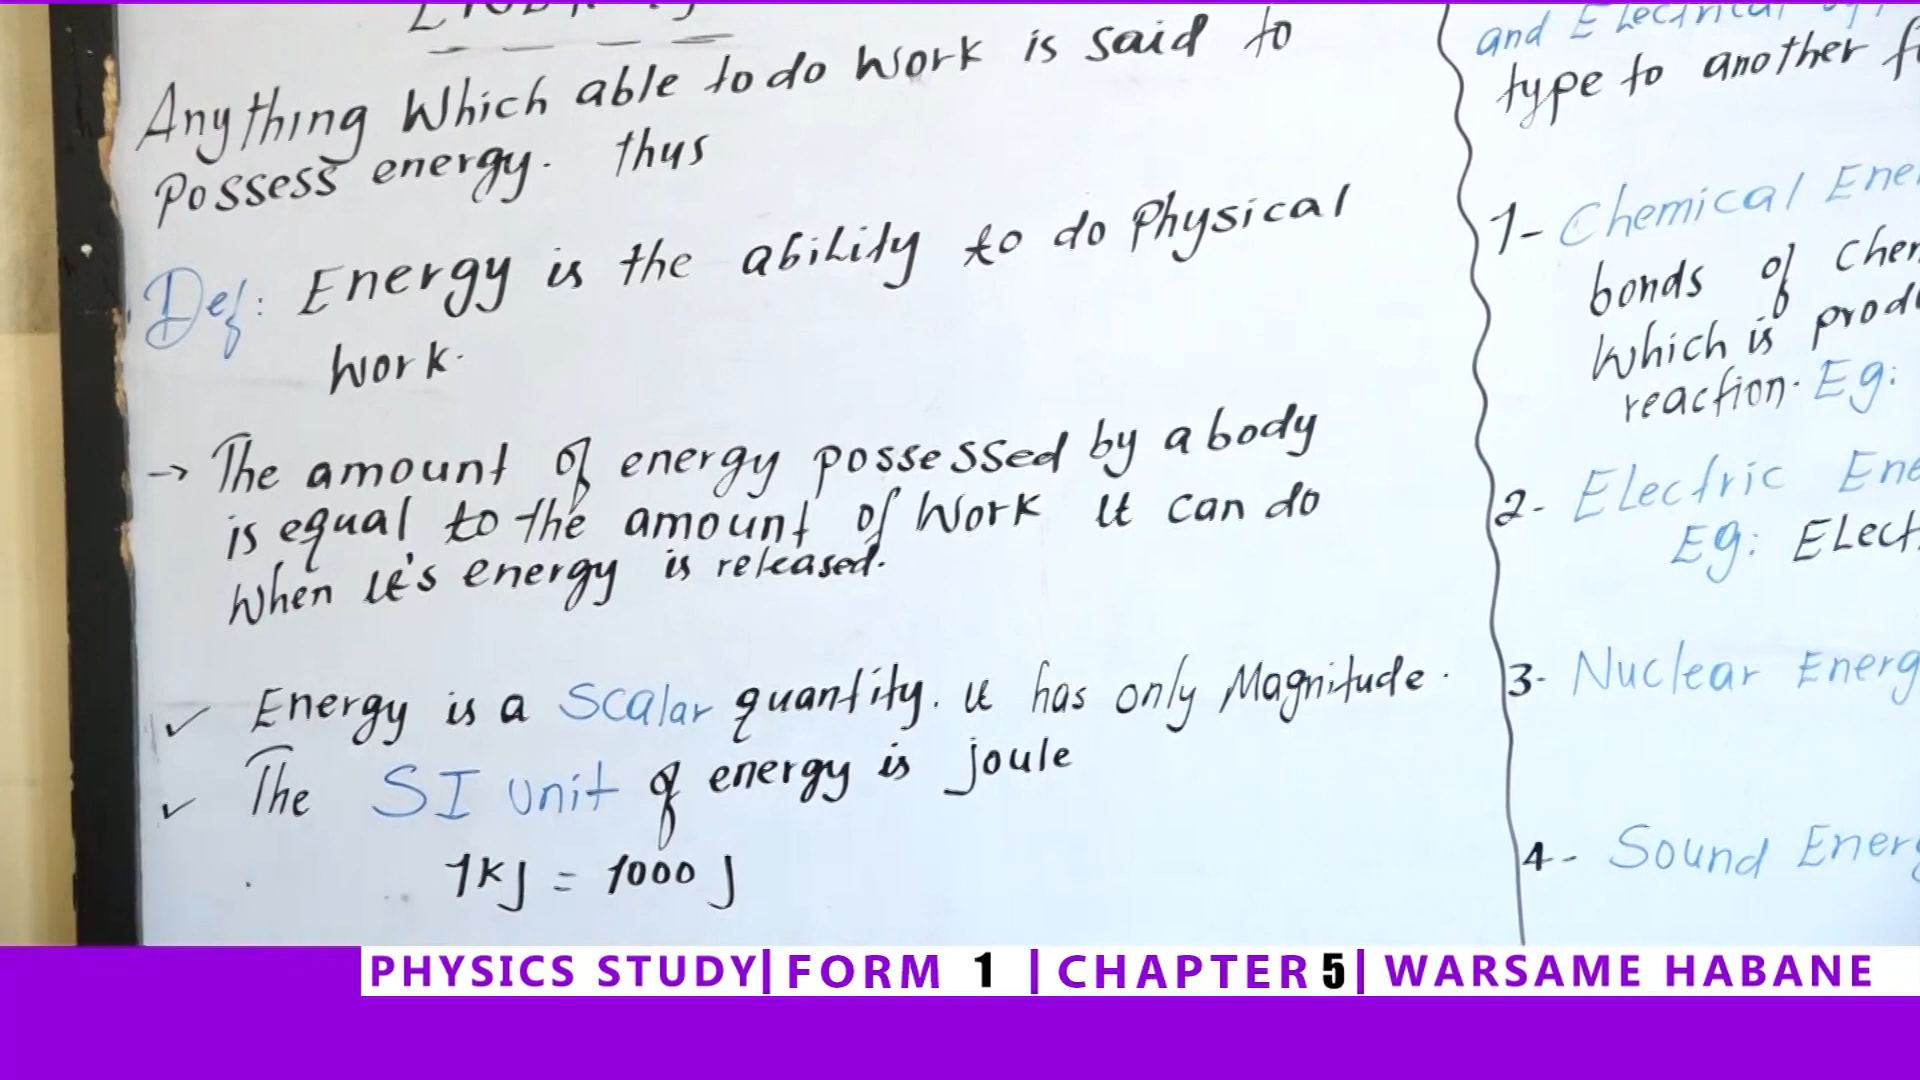 Anything Which able to do work is said to
possess energy. thus
Def: Energy is the ability to do physical
work.
→ The amount of energy possessed by a body
is equal to the amount of work it can do
When it's energy is released.
✓ Energy is a Scalar quantity. it has only Magnitude.
✓ The SI unit of energy is joule
1kJ = 1000 J
and Electrical
type to another
1- Chemical
bonds of
which is
reaction. Eg:
2- Electric
Eg:
3- Nuclear
4- Sound
PHYSICS STUDY| FORM 1 | CHAPTER 5| WARSAME HABANE